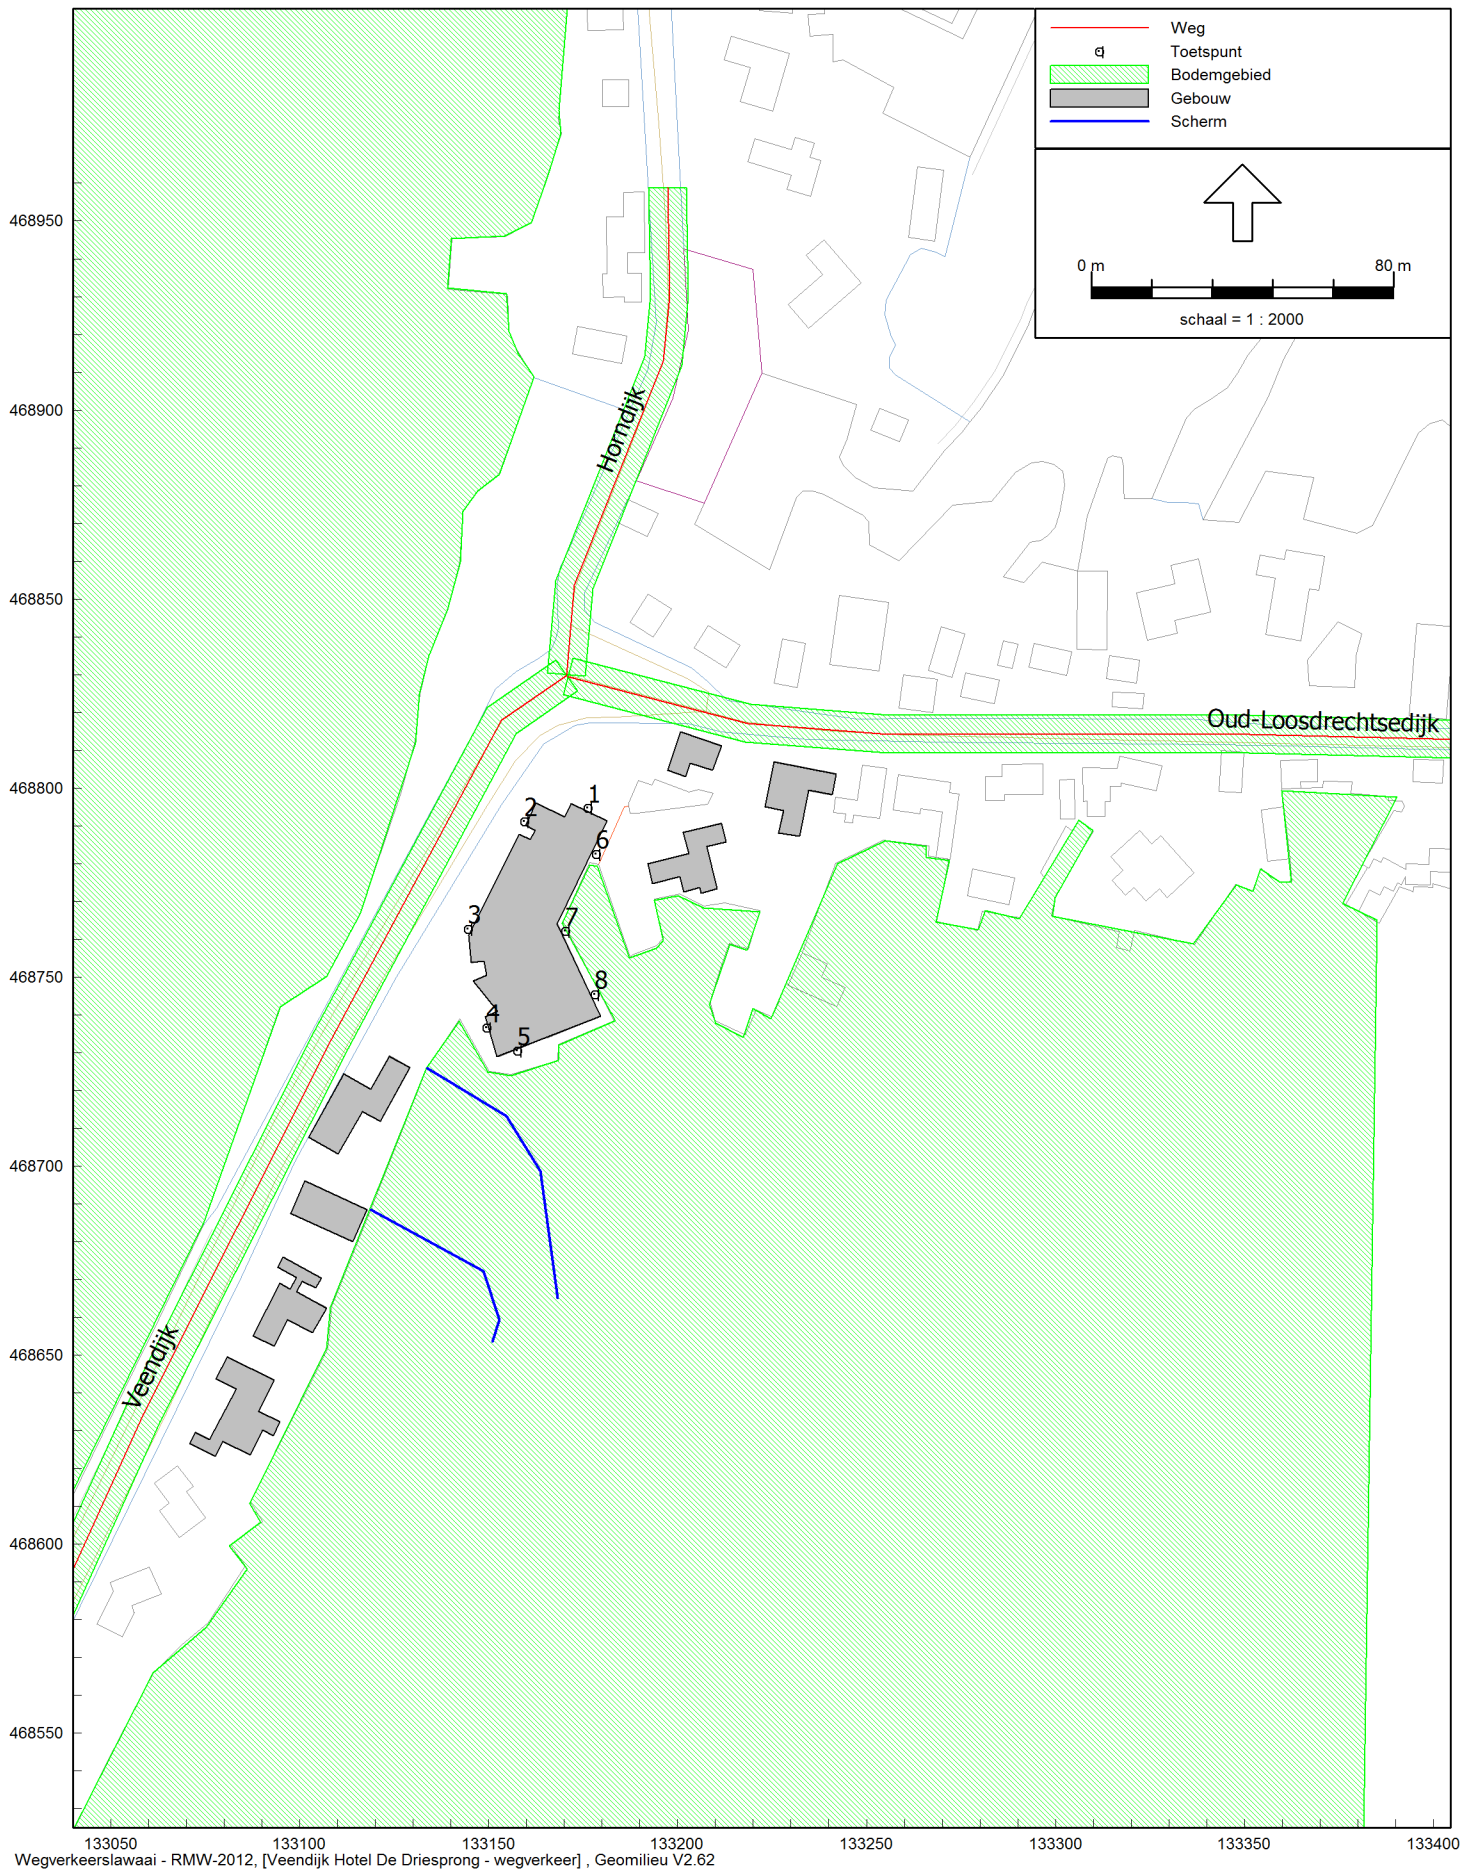 Weg
Toetspunt
Bodemgebied
Gebouw
Scherm
0 m 80 m
schaal = 1 : 2000
468950
468900
468850
468800
468750
468700
468650
468600
468550
Horndijk
Oud-Loosdrechtsedijk
Veendijk
1
2
6
3
7
8
4
5
133050 133100 133150 133200 133250 133300 133350 133400
Wegverkeerslawaai - RMW-2012, [Veendijk Hotel De Driesprong - wegverkeer] , Geomilieu V2.62